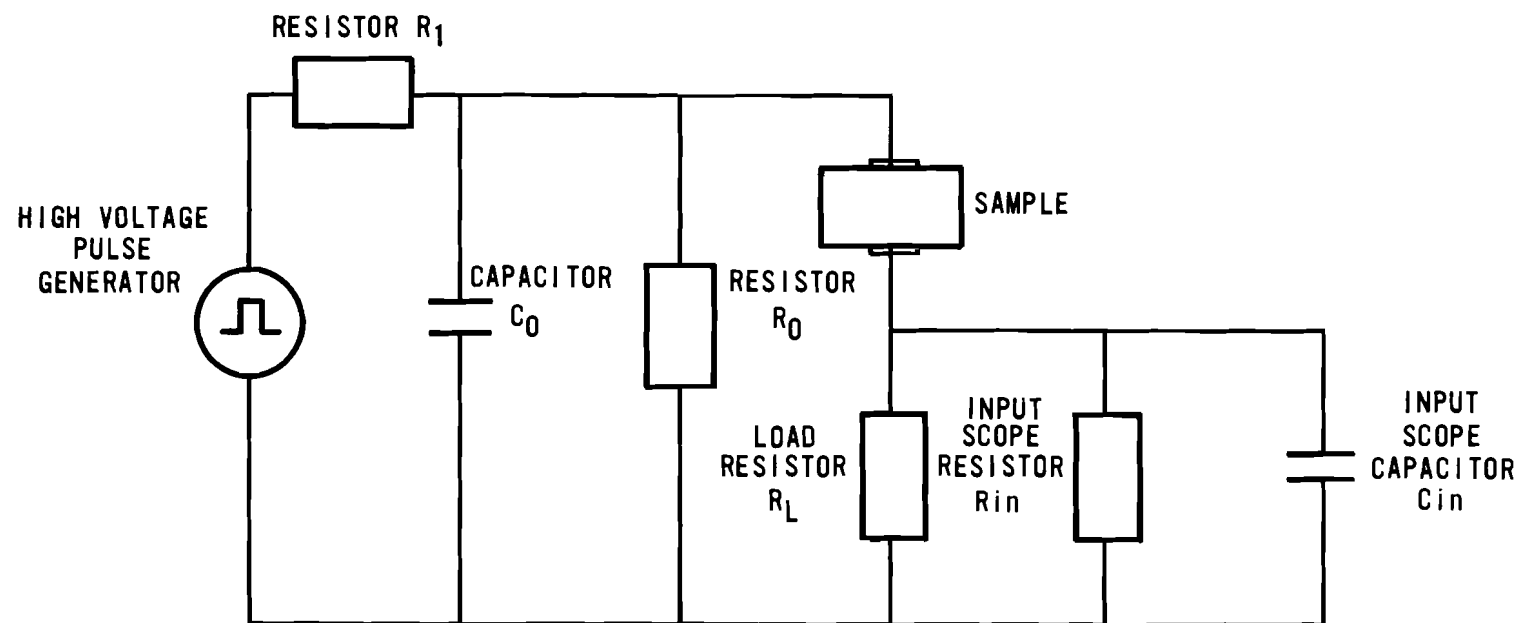 RESISTOR R1
HIGH VOLTAGE
PULSE
GENERATOR
CAPACITOR
C0
RESISTOR
R0
SAMPLE
LOAD
RESISTOR
RL
INPUT
SCOPE
RESISTOR
Rin
INPUT
SCOPE
CAPACITOR
Cin